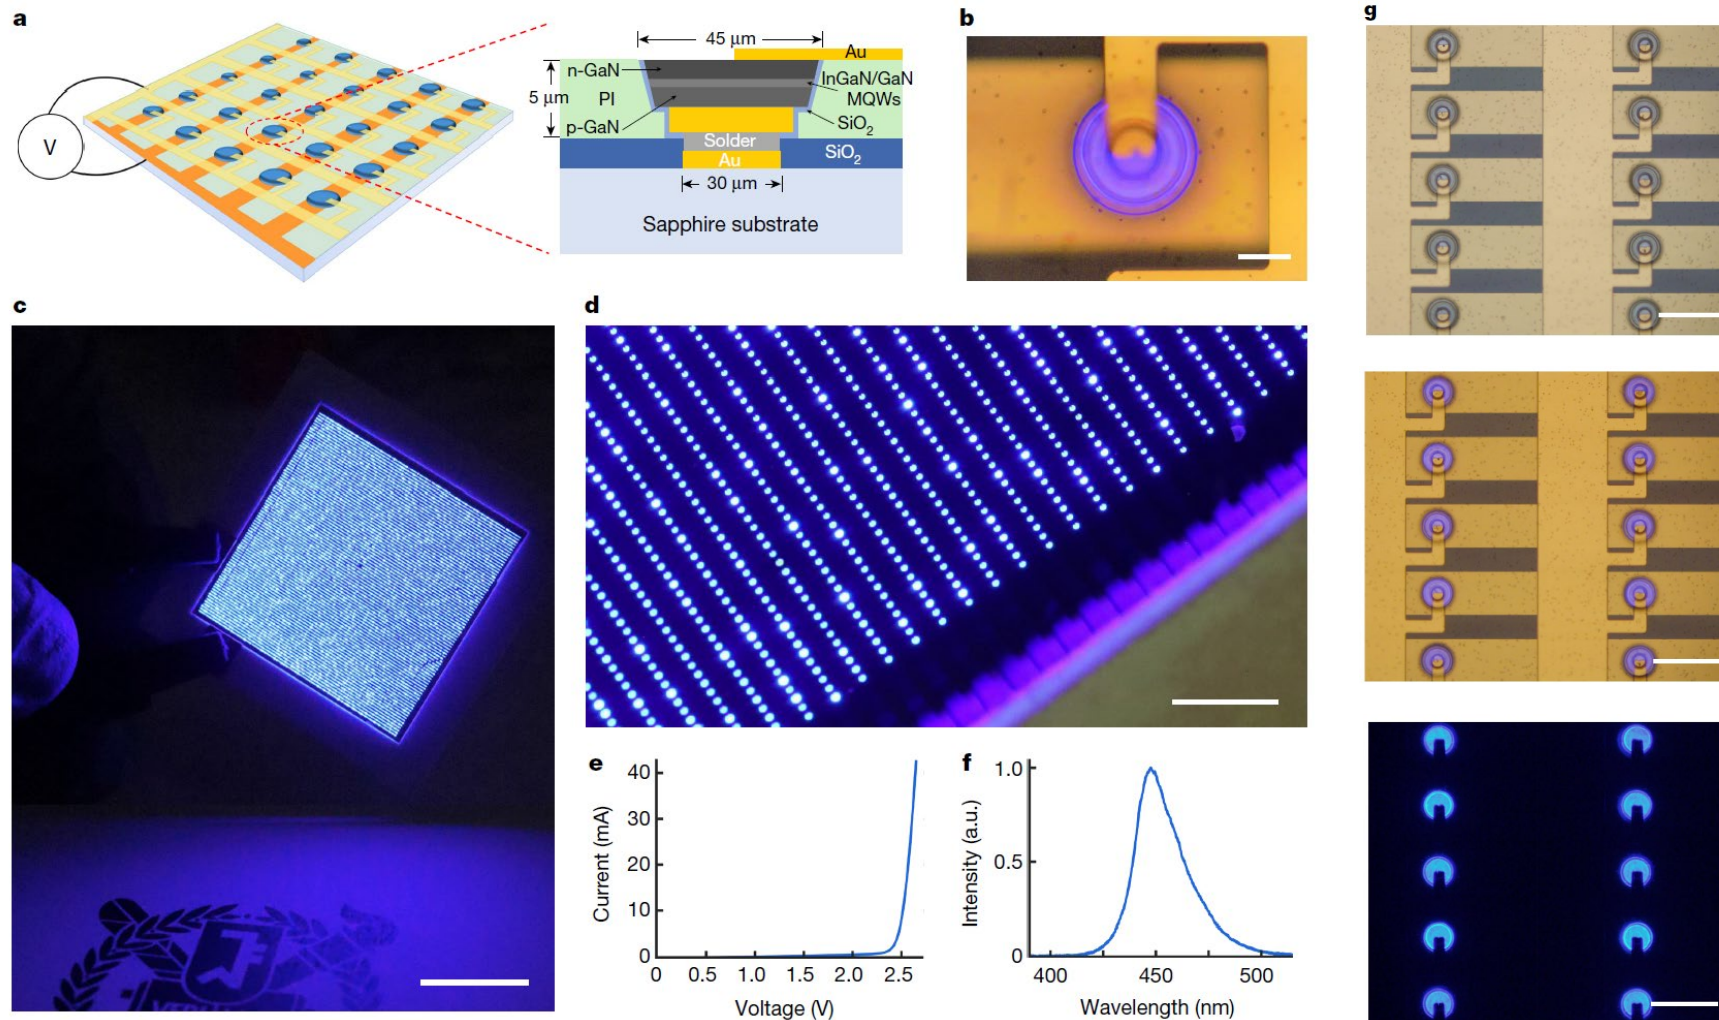 a
V
45 µm
Au
n-GaN
InGaN/GaN
MQWs
5 µm
PI
p-GaN
SiO2
Solder
SiO2
Au
30 µm
Sapphire substrate
b
c
d
e
40
30
20
10
0
Current (mA)
0 0.5 1.0 1.5 2.0 2.5
Voltage (V)
f
1.0
0.5
0
Intensity (a.u.)
400 450 500
Wavelength (nm)
g